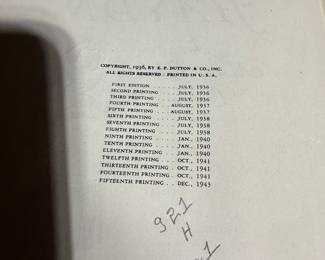 COPYRIGHT, 1936, BY E. P. DUTTON & CO., INC.
ALL RIGHTS RESERVED : PRINTED IN U. S. A.
FIRST EDITION . . . . . JULY, 1936
SECOND PRINTING . . . JULY, 1936
THIRD PRINTING . . . . JULY, 1936
FOURTH PRINTING . . AUGUST, 1937
FIFTH PRINTING . . . AUGUST, 1937
SIXTH PRINTING . . . . JULY, 1938
SEVENTH PRINTING . . . JULY, 1938
EIGHTH PRINTING . . . . JULY, 1938
NINTH PRINTING . . . . JAN., 1940
TENTH PRINTING . . . . JAN., 1940
ELEVENTH PRINTING . . . JAN., 1940
TWELFTH PRINTING . . . OCT., 1941
THIRTEENTH PRINTING . OCT., 1941
FOURTEENTH PRINTING . OCT., 1941
FIFTEENTH PRINTING . . DEC., 1943
921
H